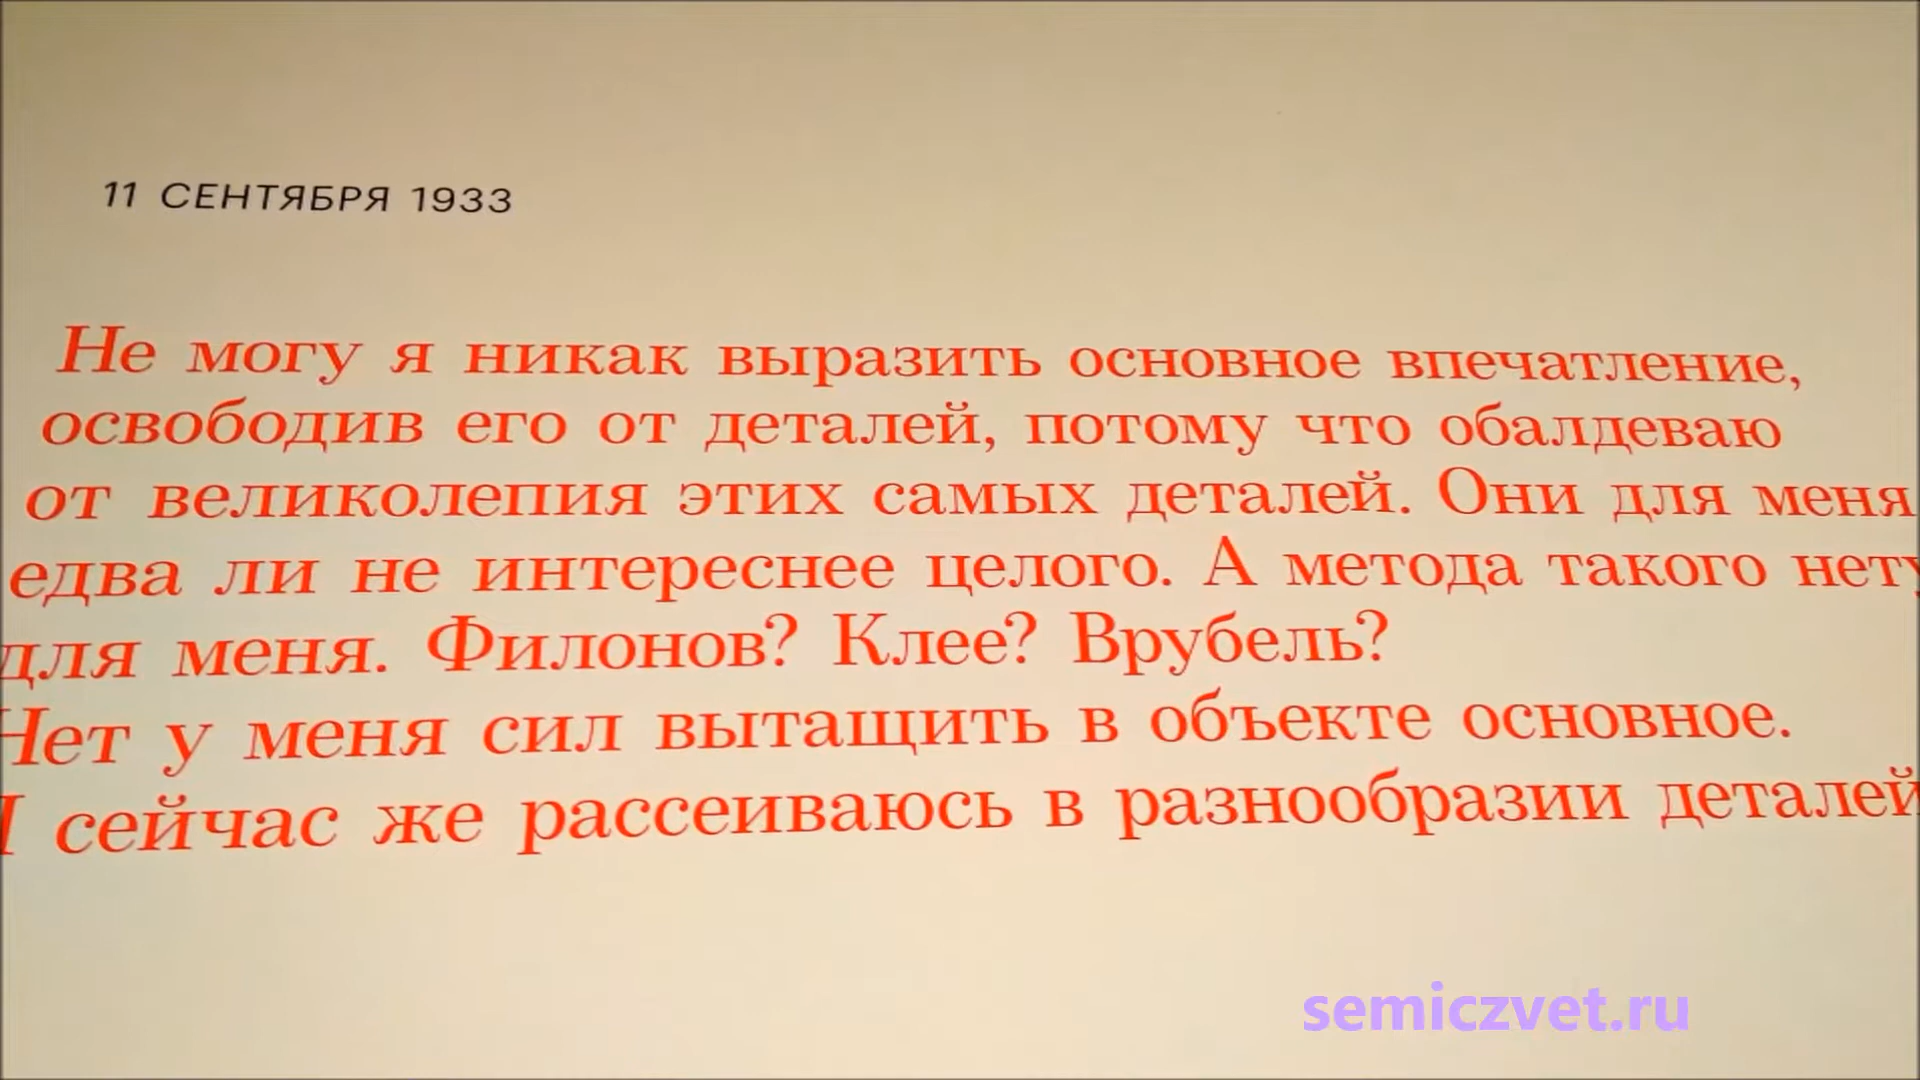 11 СЕНТЯБРЯ 1933
Не могу я никак выразить основное впечатление,
освободив его от деталей, потому что обалдеваю
от великолепия этих самых деталей. Они для меня
едва ли не интереснее целого. А метода такого нету
для меня. Филонов? Клее? Врубель?
Нет у меня сил вытащить в объекте основное.
И сейчас же рассеиваюсь в разнообразии деталей
semiczvet.ru